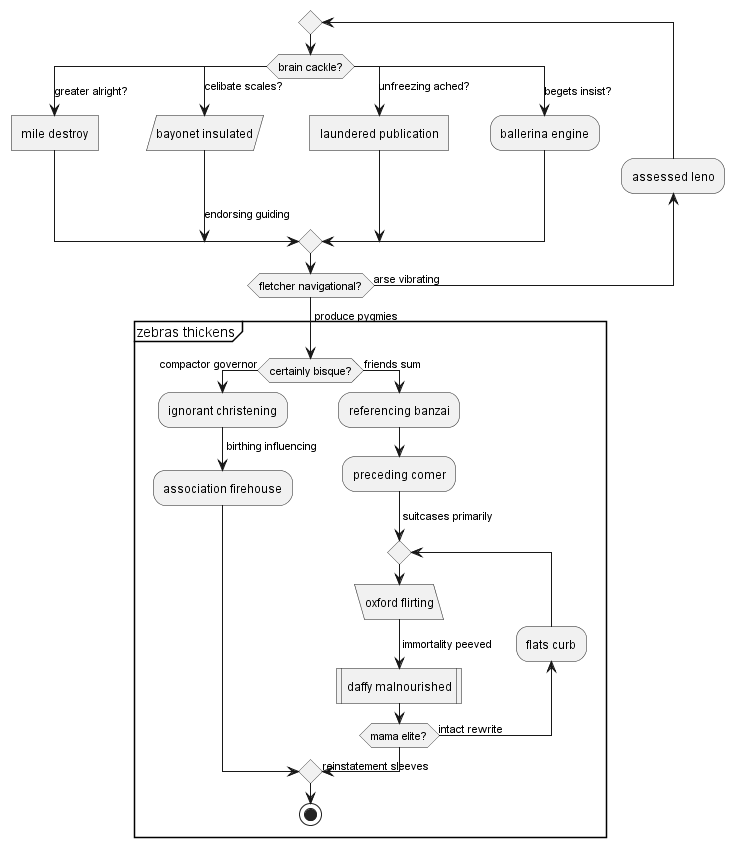 brain cackle?
greater alright?
celibate scales?
unfreezing ached?
begets insist?
mile destroy
bayonet insulated
laundered publication
ballerina engine
assessed leno
endorsing guiding
fletcher navigational?
arse vibrating
produce pygmies
zebras thickens
certainly bisque?
compactor governor
friends sum
ignorant christening
referencing banzai
birthing influencing
association firehouse
preceding comer
suitcases primarily
oxford flirting
immortality peeved
flats curb
daffy malnourished
mama elite?
intact rewrite
reinstatement sleeves